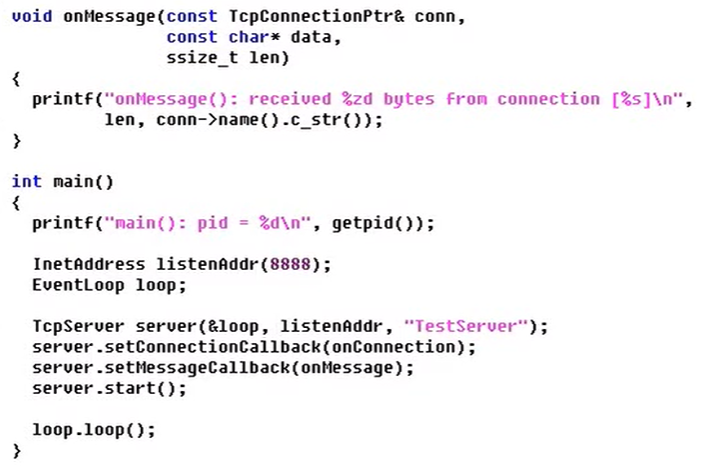 void onMessage(const TcpConnectionPtr& conn,
               const char* data,
               ssize_t len)
{
  printf("onMessage(): received %zd bytes from connection [%s]\n",
         len, conn->name().c_str());
}

int main()
{
  printf("main(): pid = %d\n", getpid());

  InetAddress listenAddr(8888);
  EventLoop loop;

  TcpServer server(&loop, listenAddr, "TestServer");
  server.setConnectionCallback(onConnection);
  server.setMessageCallback(onMessage);
  server.start();

  loop.loop();
}